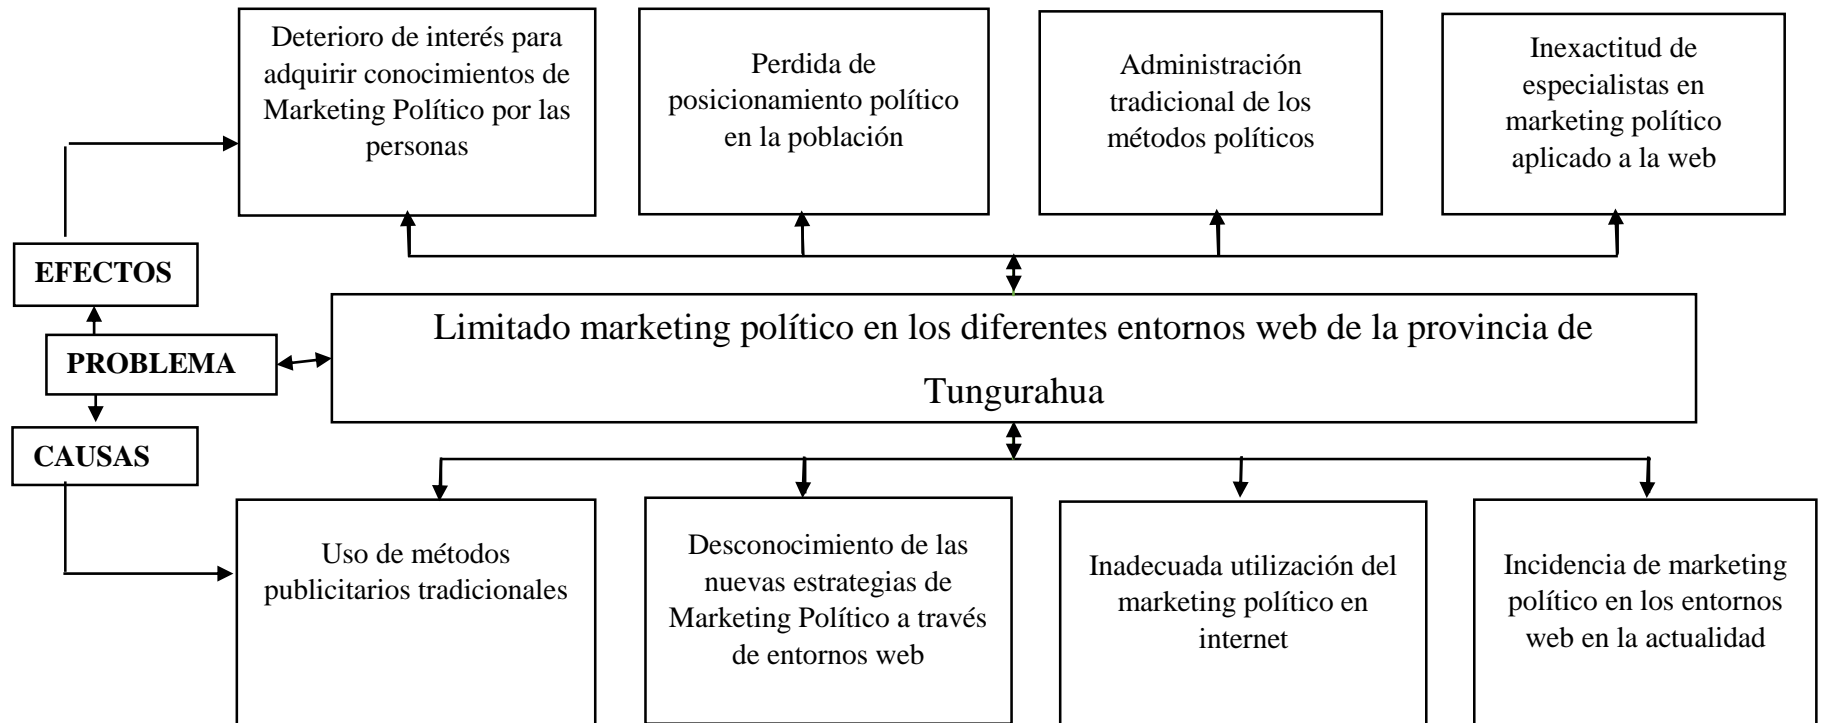 Deterioro de interés para
adquirir conocimientos de
Marketing Político por las
personas
Perdida de
posicionamiento político
en la población
Administración
tradicional de los
métodos políticos
Inexactitud de
especialistas en
marketing político
aplicado a la web
EFECTOS
PROBLEMA
CAUSAS
Limitado marketing político en los diferentes entornos web de la provincia de
Tungurahua
Uso de métodos
publicitarios tradicionales
Desconocimiento de las
nuevas estrategias de
Marketing Político a través
de entornos web
Inadecuada utilización del
marketing político en
internet
Incidencia de marketing
político en los entornos
web en la actualidad